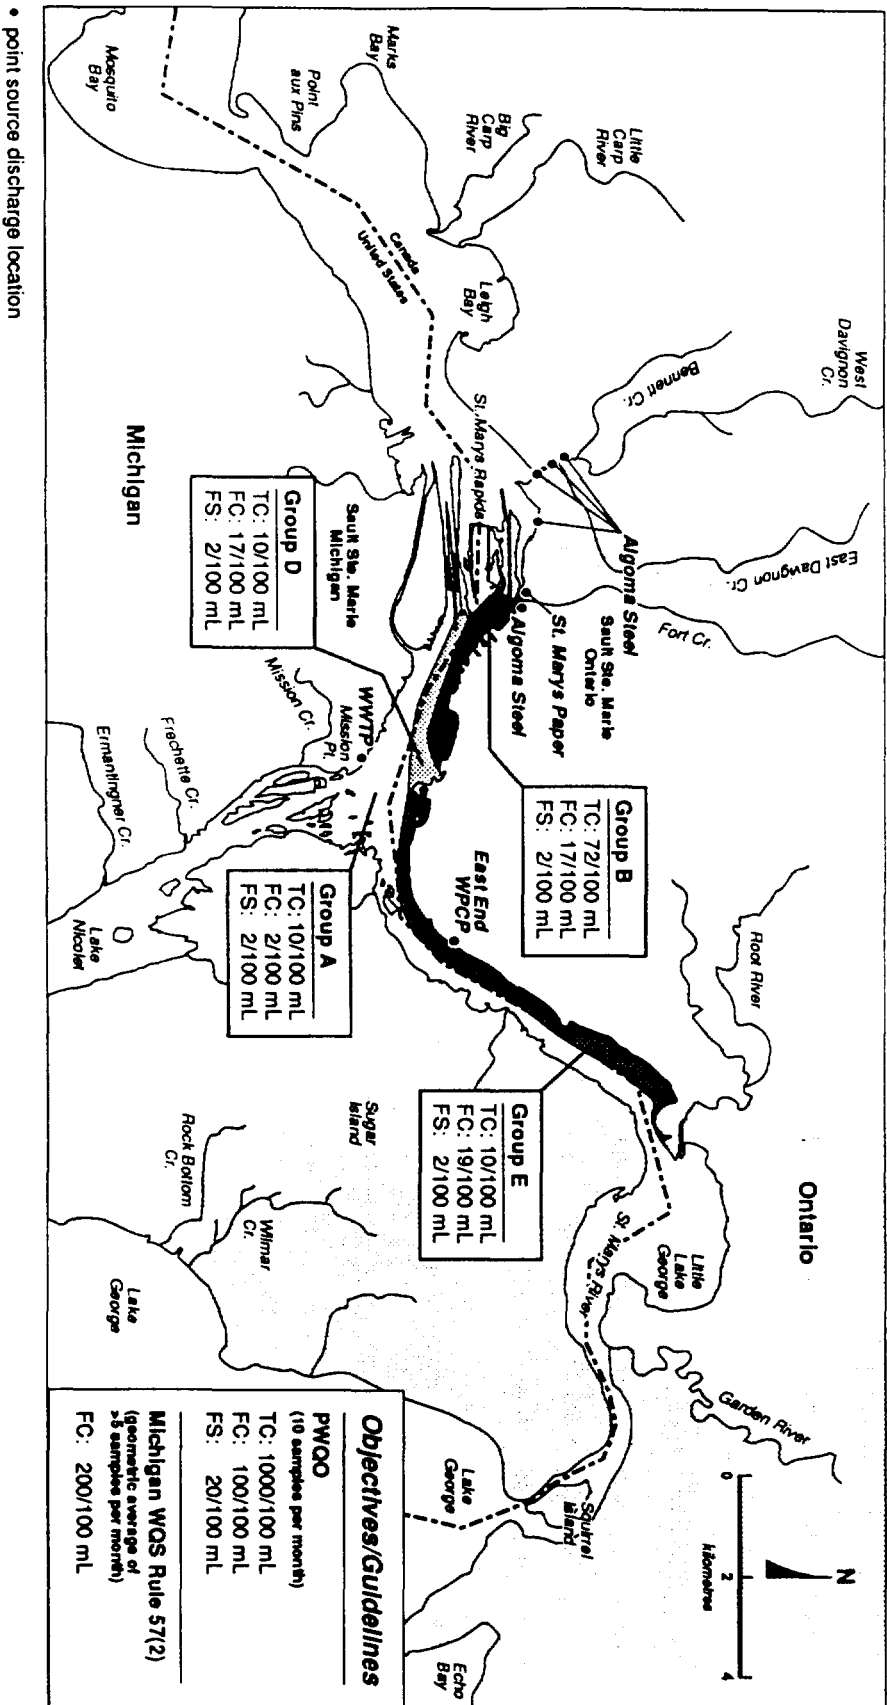 Mosquito
Bay
Marks
Bay
Point
aux Pins
Big
Carp
River
Little
Carp
River
Canada
United States
Leigh
Bay
West
Davignon
Cr.
Bennett Cr.
East Davignon Cr.
Fort Cr.
St. Marys Rapids
Algoma Steel
Sault Ste. Marie
Ontario
St. Marys Paper
Algoma Steel
Michigan
Sault Ste. Marie
Michigan
Group D
TC: 10/100 mL
FC: 17/100 mL
FS: 2/100 mL
Group B
TC: 72/100 mL
FC: 17/100 mL
FS: 2/100 mL
WWTP
Mission
Pt.
Mission Cr.
Frechette Cr.
Ermantingner Cr.
Lake
Nicolet
Group A
TC: 10/100 mL
FC: 2/100 mL
FS: 2/100 mL
East End
WPCP
Root River
Group E
TC: 10/100 mL
FC: 19/100 mL
FS: 2/100 mL
Ontario
Little
Lake
George
St. Marys River
Sugar
Island
Rock Bottom
Cr.
Wilmar
Cr.
Lake
George
Garden River
Squirrel
Island
Lake
George
Echo
Bay
N
0 2 4
kilometres
Objectives/Guidelines
PWQO
(10 samples per month)
TC: 1000/100 mL
FC: 100/100 mL
FS: 20/100 mL
Michigan WQS Rule 57(2)
(geometric average of
>5 samples per month)
FC: 200/100 mL
• point source discharge location